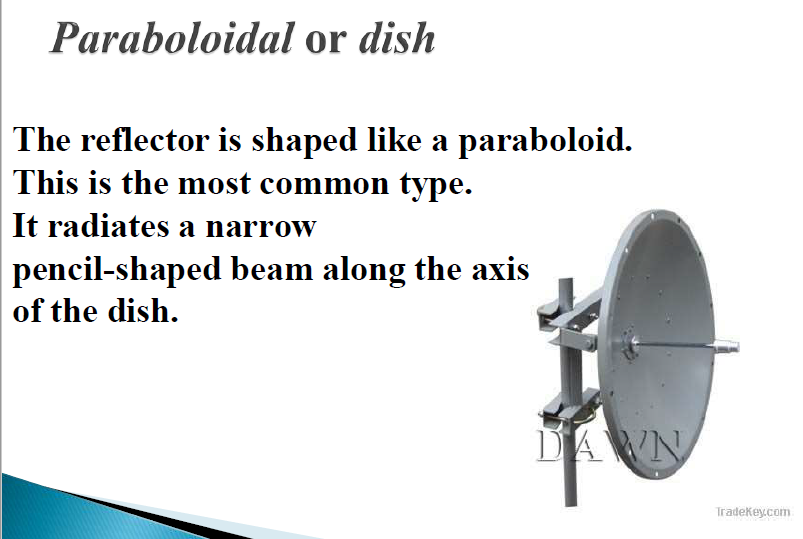 Paraboloidal or dish
The reflector is shaped like a paraboloid.
This is the most common type.
It radiates a narrow
pencil-shaped beam along the axis
of the dish.
DAWN
TradeKey.com